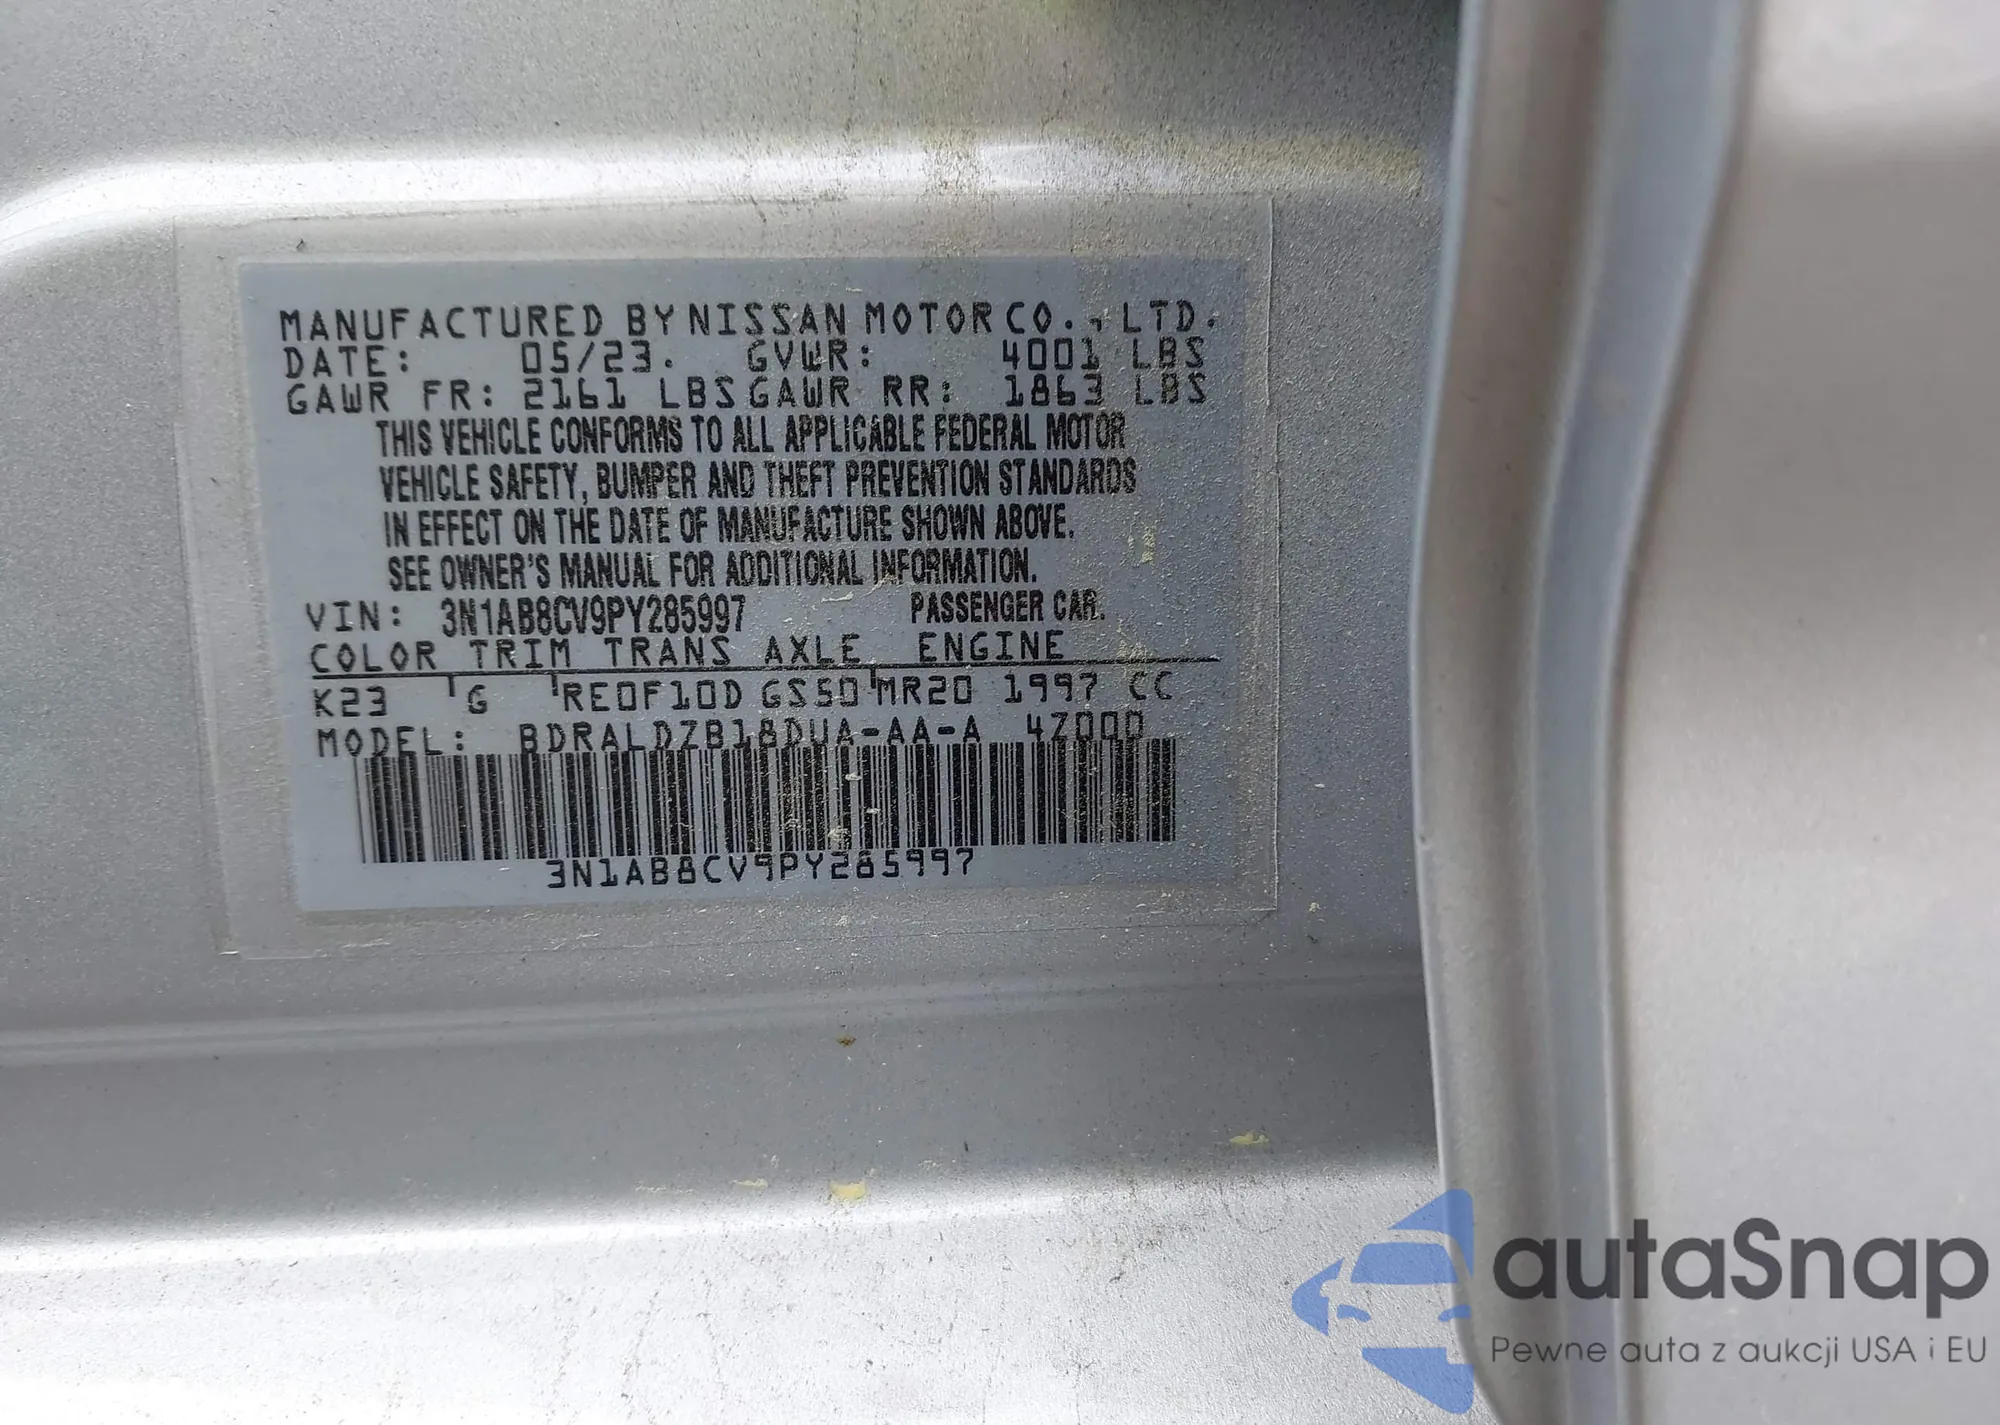 MANUFACTURED BY NISSAN MOTOR CO., LTD.
DATE: 05/23. GVWR: 4001 LBS
GAWR FR: 2161 LBS GAWR RR: 1863 LBS
THIS VEHICLE CONFORMS TO ALL APPLICABLE FEDERAL MOTOR
VEHICLE SAFETY, BUMPER AND THEFT PREVENTION STANDARDS
IN EFFECT ON THE DATE OF MANUFACTURE SHOWN ABOVE.
SEE OWNER'S MANUAL FOR ADDITIONAL INFORMATION.
VIN: 3N1AB8CV9PY285997 PASSENGER CAR.
COLOR TRIM TRANS AXLE ENGINE
K23 G RE0F10D GS50 MR20 1997 CC
MODEL: BDRALDZB18DUA-AA-A 4Z000
3N1AB8CV9PY285997
autaSnap
Pewne auta z aukcji USA i EU